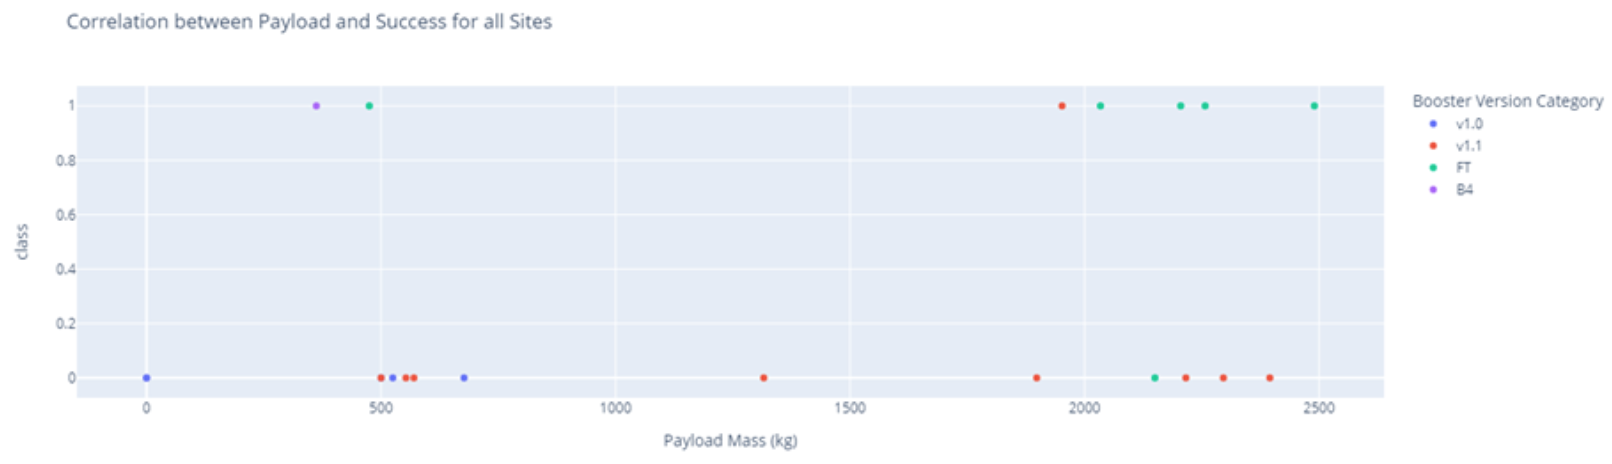 Correlation between Payload and Success for all Sites
1
0.8
0.6
0.4
0.2
0
class
0 500 1000 1500 2000 2500
Payload Mass (kg)
Booster Version Category
v1.0
v1.1
FT
B4